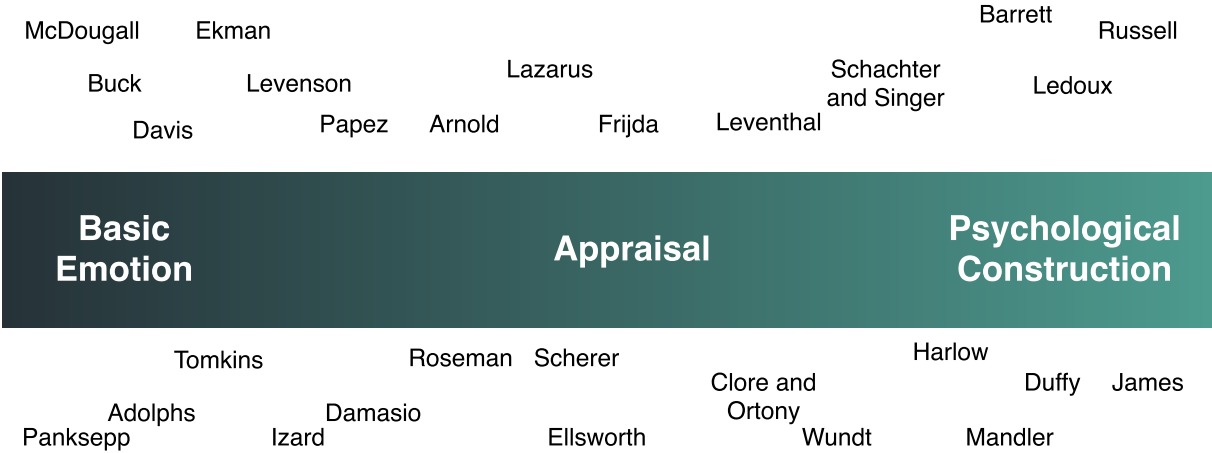 Barrett
McDougall
Ekman
Russell
Lazarus
Schachter
and Singer
Buck
Levenson
Ledoux
Davis
Papez
Arnold
Frijda
Leventhal
Basic
Emotion
Appraisal
Psychological
Construction
Tomkins
Roseman
Scherer
Harlow
Clore and
Ortony
Duffy
James
Adolphs
Damasio
Panksepp
Izard
Ellsworth
Wundt
Mandler